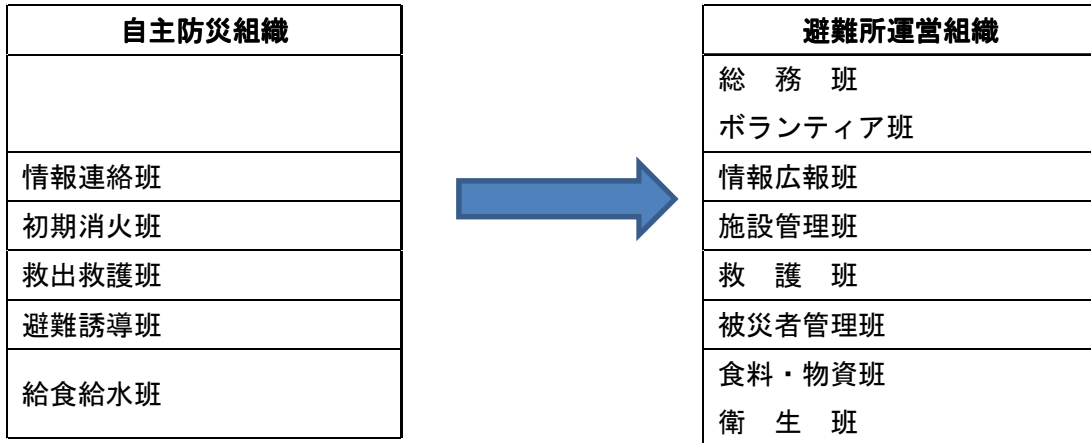 自主防災組織
情報連絡班
初期消火班
救出救護班
避難誘導班
給食給水班
避難所運営組織
総　務　班
ボランティア班
情報広報班
施設管理班
救　護　班
被災者管理班
食料・物資班
衛　生　班